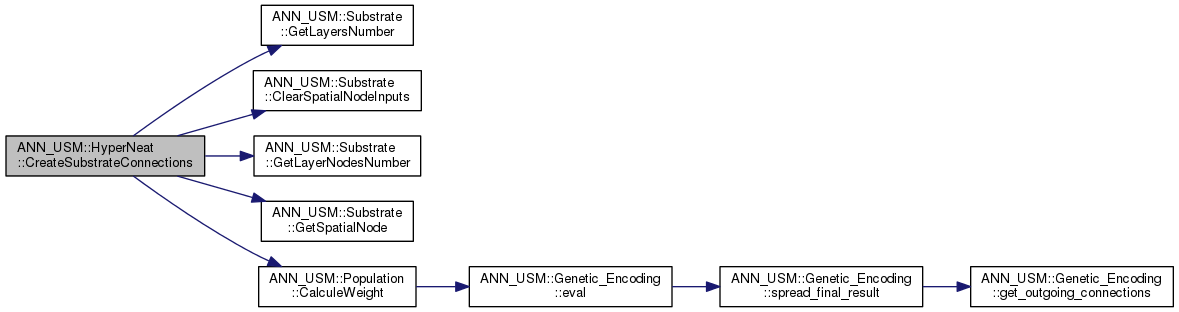 ANN_USM::Substrate
::GetLayersNumber
ANN_USM::Substrate
::ClearSpatialNodeInputs
ANN_USM::HyperNeat
::CreateSubstrateConnections
ANN_USM::Substrate
::GetLayerNodesNumber
ANN_USM::Substrate
::GetSpatialNode
ANN_USM::Population
::CalculeWeight
ANN_USM::Genetic_Encoding
::eval
ANN_USM::Genetic_Encoding
::spread_final_result
ANN_USM::Genetic_Encoding
::get_outgoing_connections